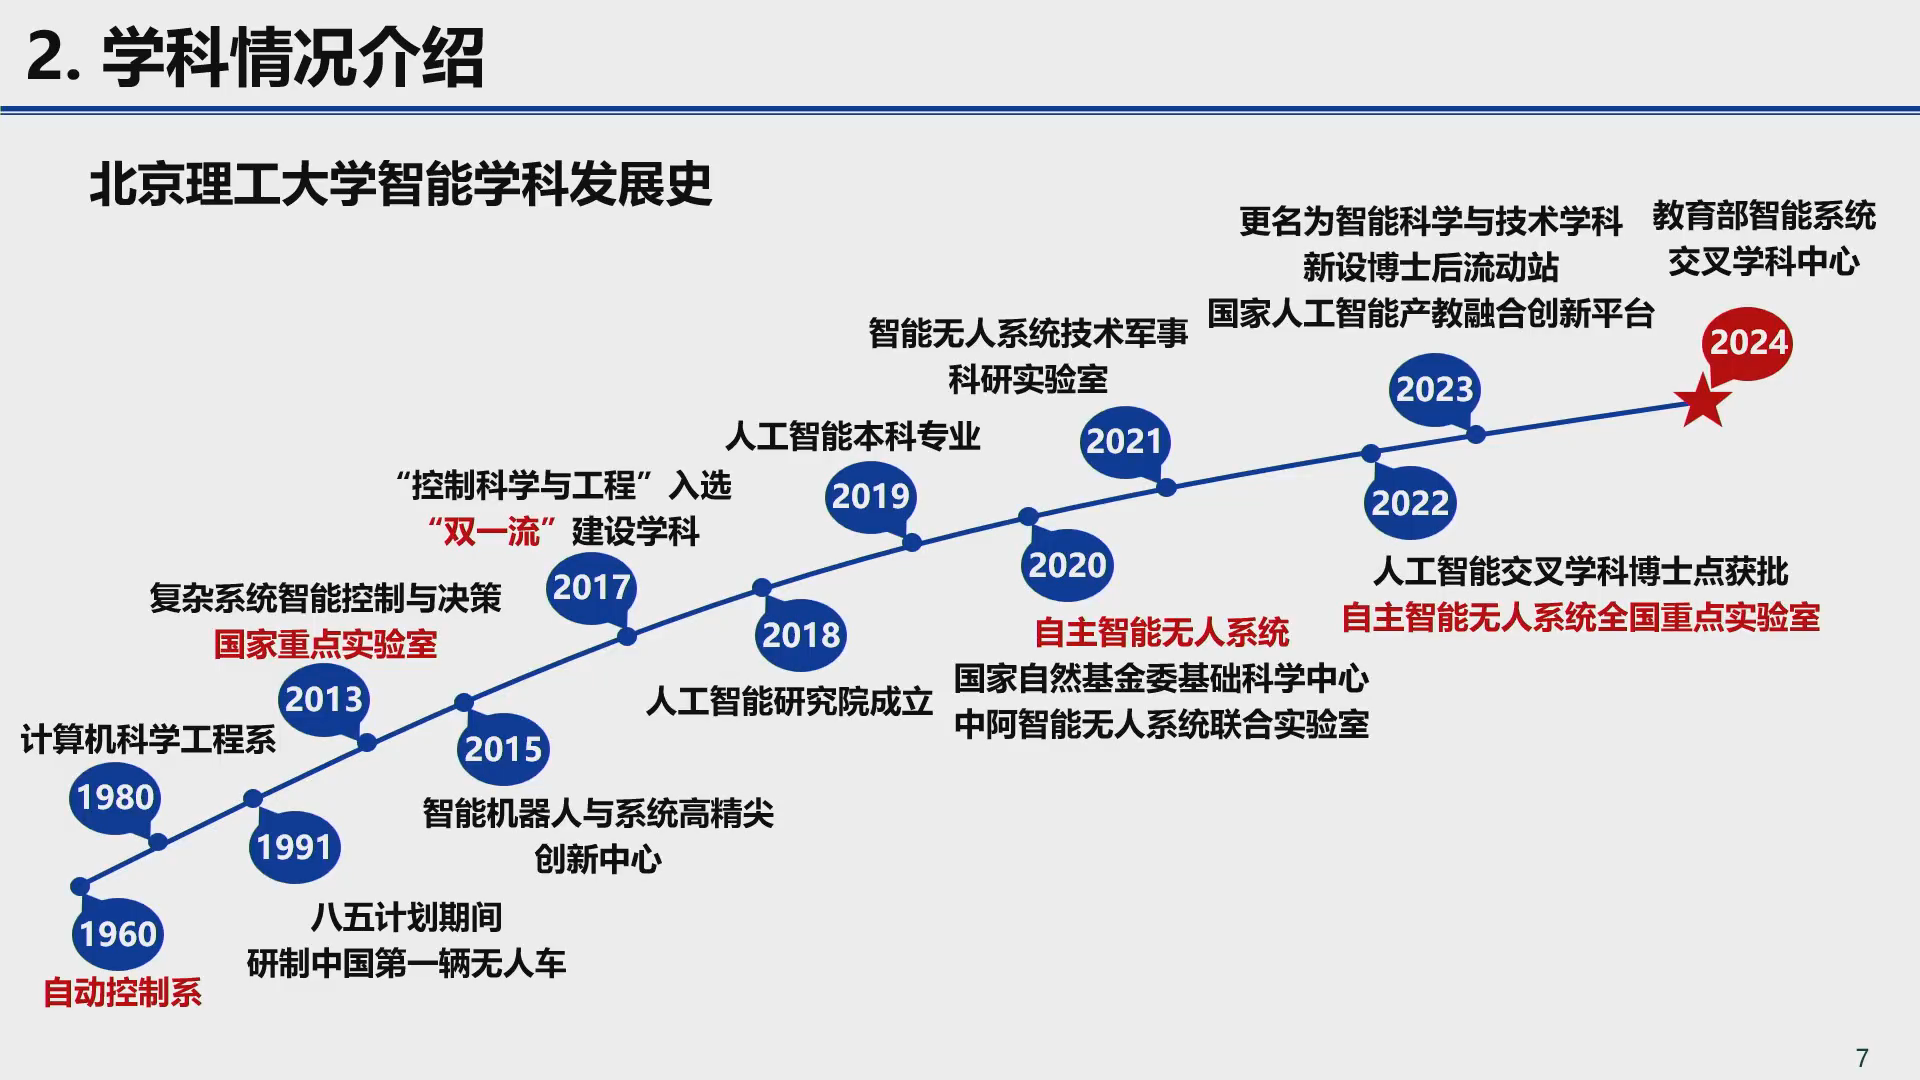 2. 学科情况介绍
北京理工大学智能学科发展史
1960
自动控制系
计算机科学工程系
1980
1991
八五计划期间
研制中国第一辆无人车
复杂系统智能控制与决策
国家重点实验室
2013
2015
智能机器人与系统高精尖
创新中心
“控制科学与工程”入选
“双一流”建设学科
2017
2018
人工智能研究院成立
人工智能本科专业
2019
2020
自主智能无人系统
国家自然基金委基础科学中心
中阿智能无人系统联合实验室
智能无人系统技术军事
科研实验室
2021
2022
人工智能交叉学科博士点获批
自主智能无人系统全国重点实验室
更名为智能科学与技术学科
新设博士后流动站
国家人工智能产教融合创新平台
2023
教育部智能系统
交叉学科中心
2024
7